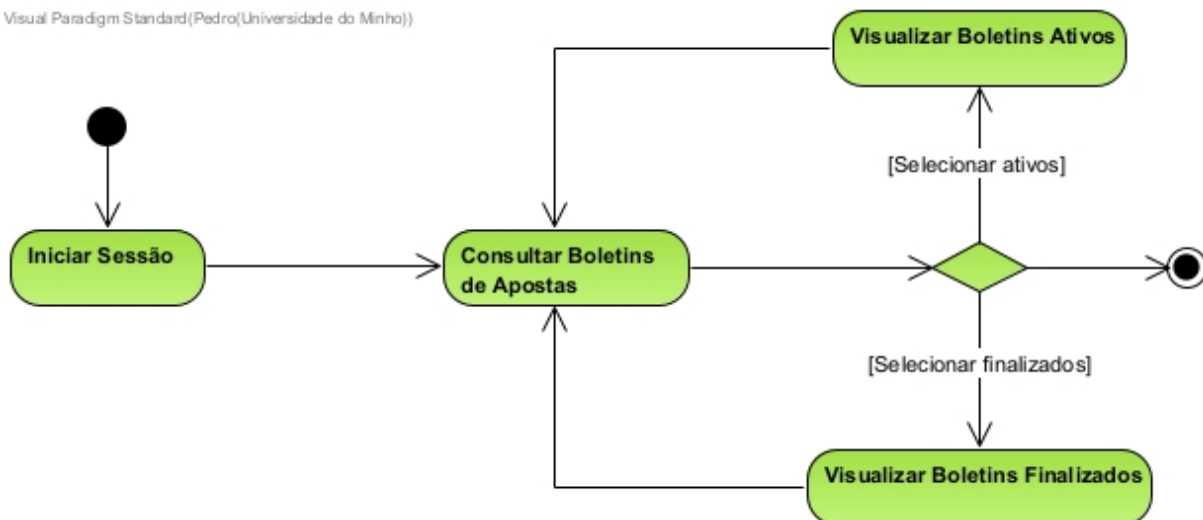 Visual Paradigm Standard(Pedro(Universidade do Minho))
Visualizar Boletins Ativos
[Selecionar ativos]
Iniciar Sessão
Consultar Boletins
de Apostas
[Selecionar finalizados]
Visualizar Boletins Finalizados